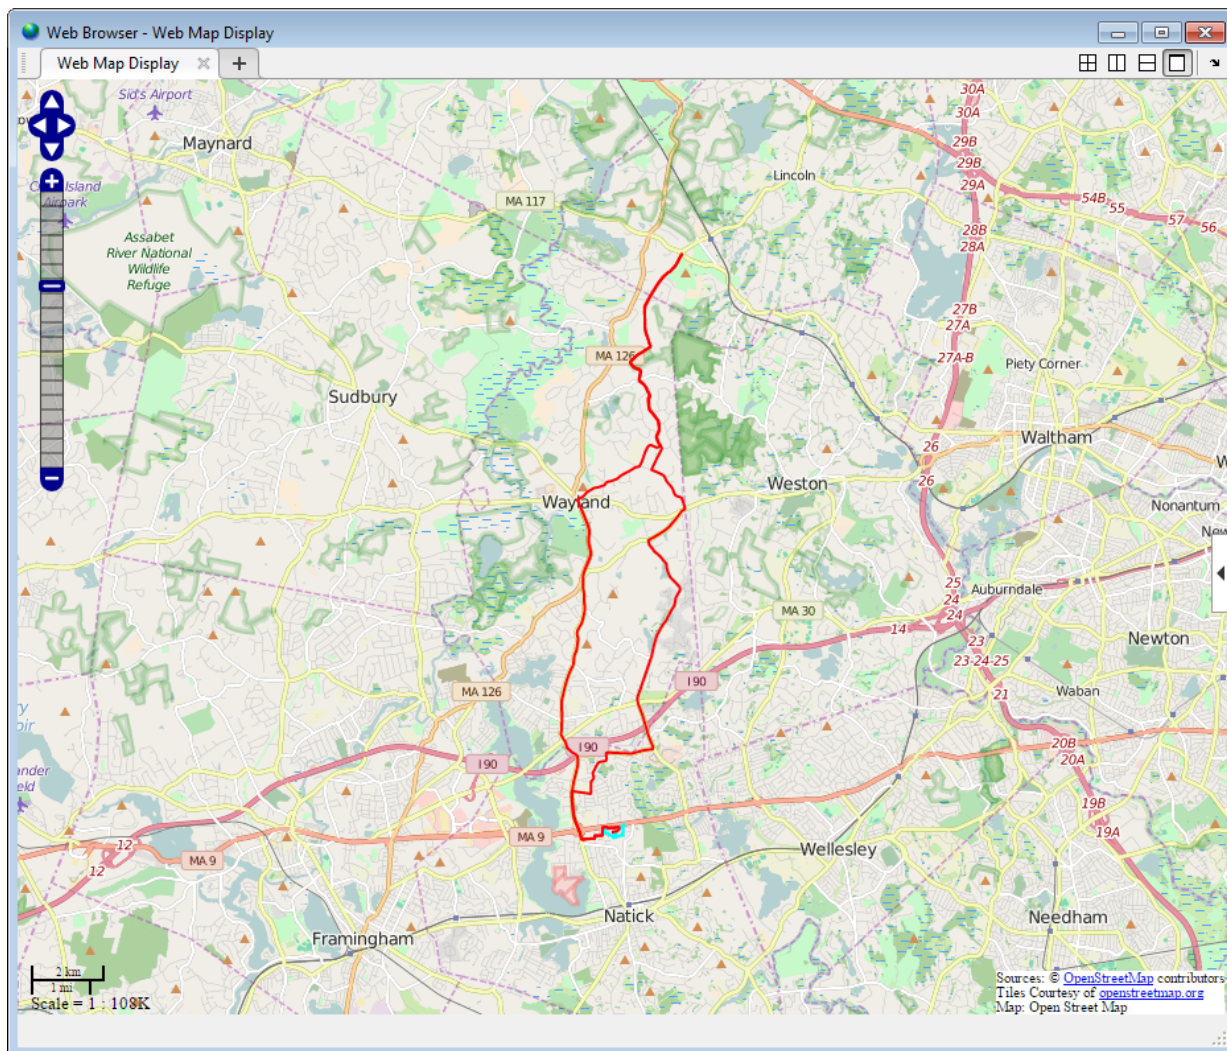 Web Browser - Web Map Display
Web Map Display
Sid's Airport
Maynard
Island
Airpark
Assabet
River National
Wildlife
Refuge
MA 117
Lincoln
30A
30A
29B
29B
29A
54B
55
57
56
28B
28A
27B
27A
27A-B
MA 126
Piety Corner
Sudbury
Waltham
26
26
Weston
Wayland
Nonantum
25
24
24
Auburndale
MA 30
14
23
23-24-25
Newton
I 90
MA 126
21
Waban
I 90
I 90
20B
20A
19B
19A
12
12
MA 9
MA 9
Wellesley
Natick
Needham
Framingham
2 km
1 mi
Scale = 1 : 108K
Sources: © OpenStreetMap contributors
Tiles Courtesy of openstreetmap.org
Map: Open Street Map